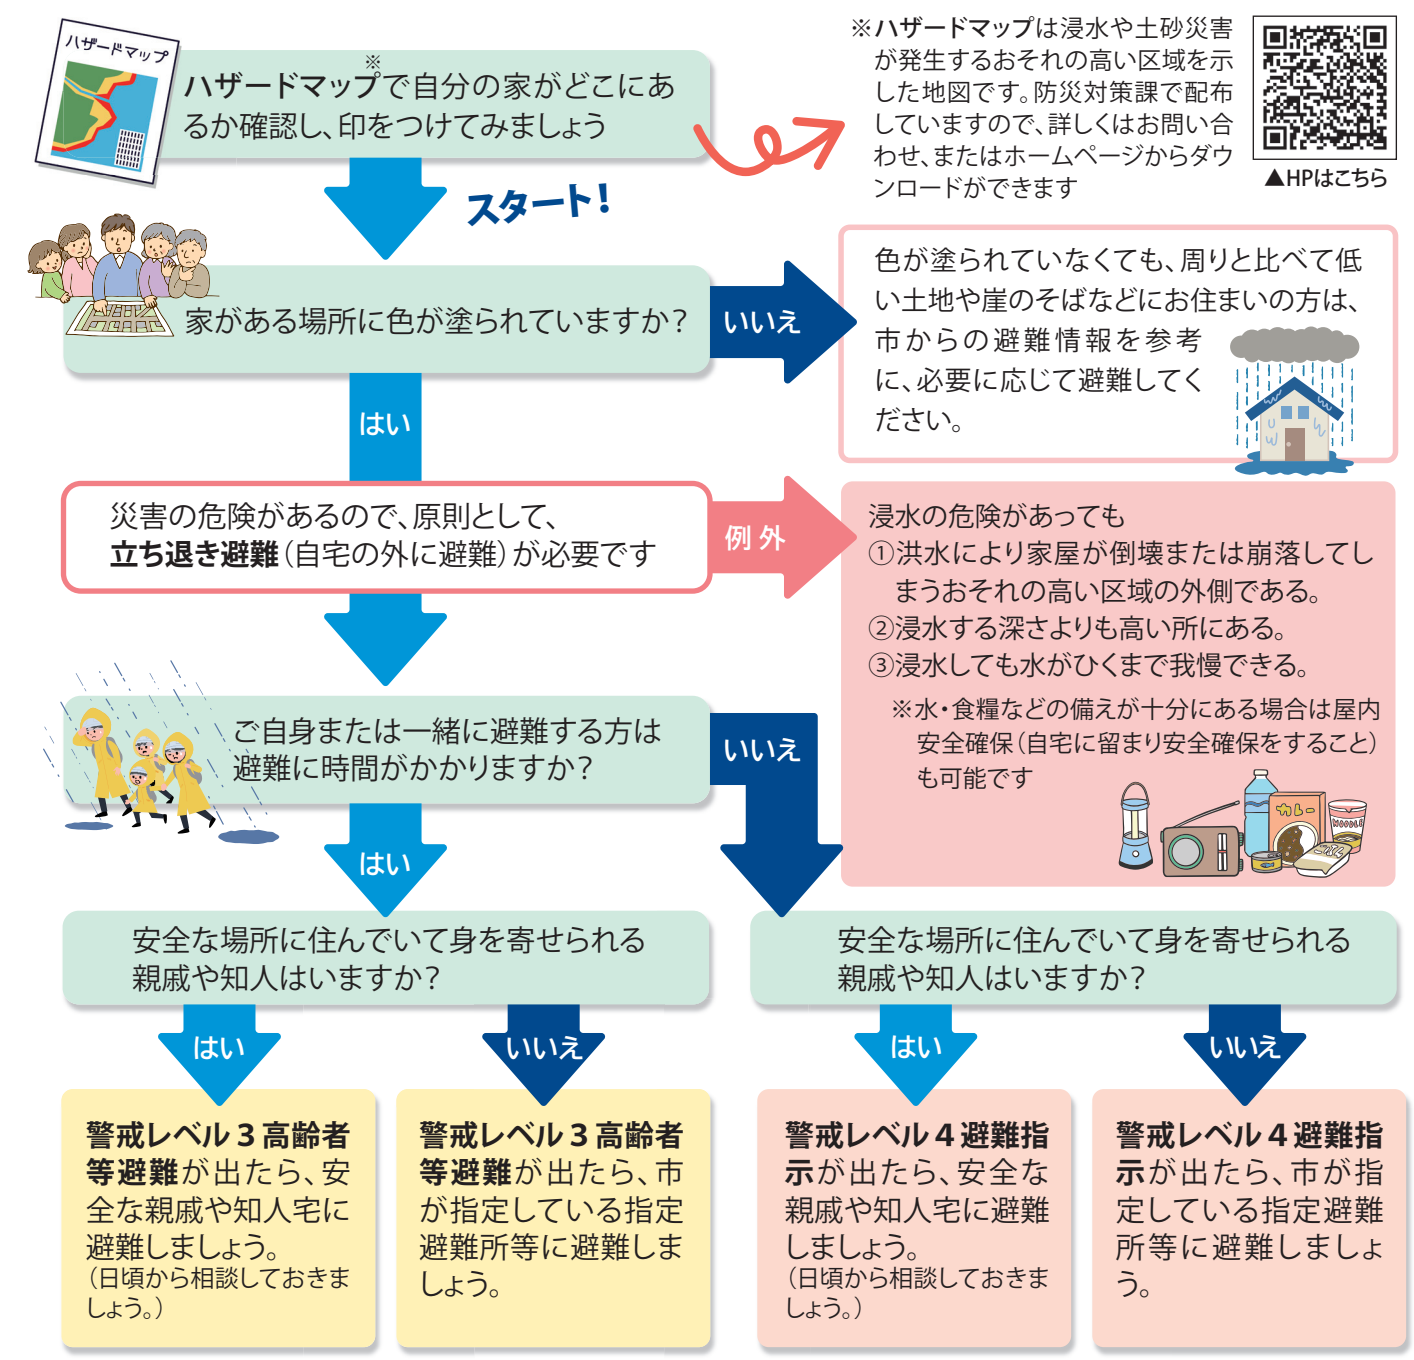 ハザードマップ
※
ハザードマップで自分の家がどこにあ
るか確認し、印をつけてみましょう
※ハザードマップは浸水や土砂災害
が発生するおそれの高い区域を示
した地図です。防災対策課で配布
していますので、詳しくはお問い合
わせ、またはホームページからダウ
ンロードができます
▲HPはこちら
スタート!
家がある場所に色が塗られていますか?
いいえ
色が塗られていなくても、周りと比べて低
い土地や崖のそばなどにお住まいの方は、
市からの避難情報を参考
に、必要に応じて避難してく
ださい。
はい
災害の危険があるので、原則として、
立ち退き避難(自宅の外に避難)が必要です
例外
浸水の危険があっても
①洪水により家屋が倒壊または崩落してし
まうおそれの高い区域の外側である。
②浸水する深さよりも高い所にある。
③浸水しても水がひくまで我慢できる。
※水・食糧などの備えが十分にある場合は屋内
安全確保(自宅に留まり安全確保をすること)
も可能です
カレー
NOODLE
ご自身または一緒に避難する方は
避難に時間がかかりますか?
いいえ
はい
安全な場所に住んでいて身を寄せられる
親戚や知人はいますか?
安全な場所に住んでいて身を寄せられる
親戚や知人はいますか?
はい
いいえ
はい
いいえ
警戒レベル3高齢者
等避難が出たら、安
全な親戚や知人宅に
避難しましょう。
(日頃から相談しておきま
しょう。)
警戒レベル3高齢者
等避難が出たら、市
が指定している指定
避難所等に避難しま
しょう。
警戒レベル4避難指
示が出たら、安全な
親戚や知人宅に避難
しましょう。
(日頃から相談しておきま
しょう。)
警戒レベル4避難指
示が出たら、市が指
定している指定避難
所等に避難しましょ
う。